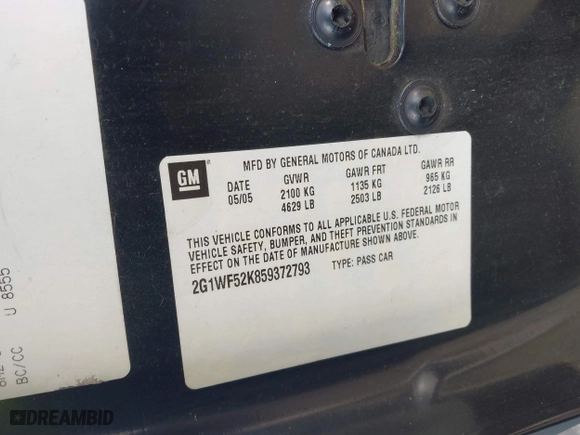 MFD BY GENERAL MOTORS OF CANADA LTD.
GM
DATE GVWR GAWR FRT GAWR RR
05/05 2100 KG 1135 KG 965 KG
4629 LB 2503 LB 2126 LB
THIS VEHICLE CONFORMS TO ALL APPLICABLE U.S. FEDERAL MOTOR
VEHICLE SAFETY, BUMPER, AND THEFT PREVENTION STANDARDS IN
EFFECT ON THE DATE OF MANUFACTURE SHOWN ABOVE.
2G1WF52K859372793 TYPE: PASS CAR
U 8555
BC/CC
DREAMBID